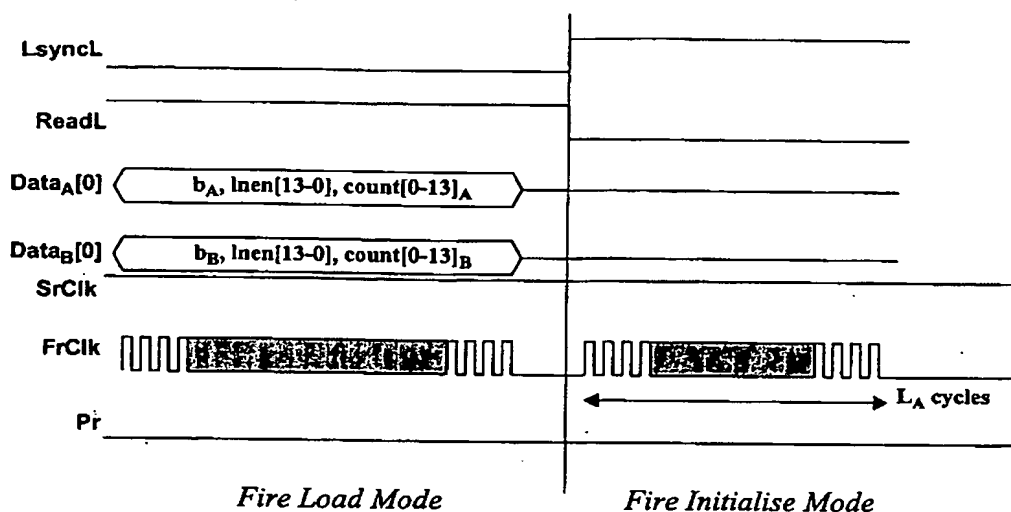 LsyncL
ReadL
Data_A[0] b_A, lnen[13-0], count[0-13]_A
Data_B[0] b_B, lnen[13-0], count[0-13]_B
SrClk
FrClk
L_A cycles
Pr
Fire Load Mode Fire Initialise Mode